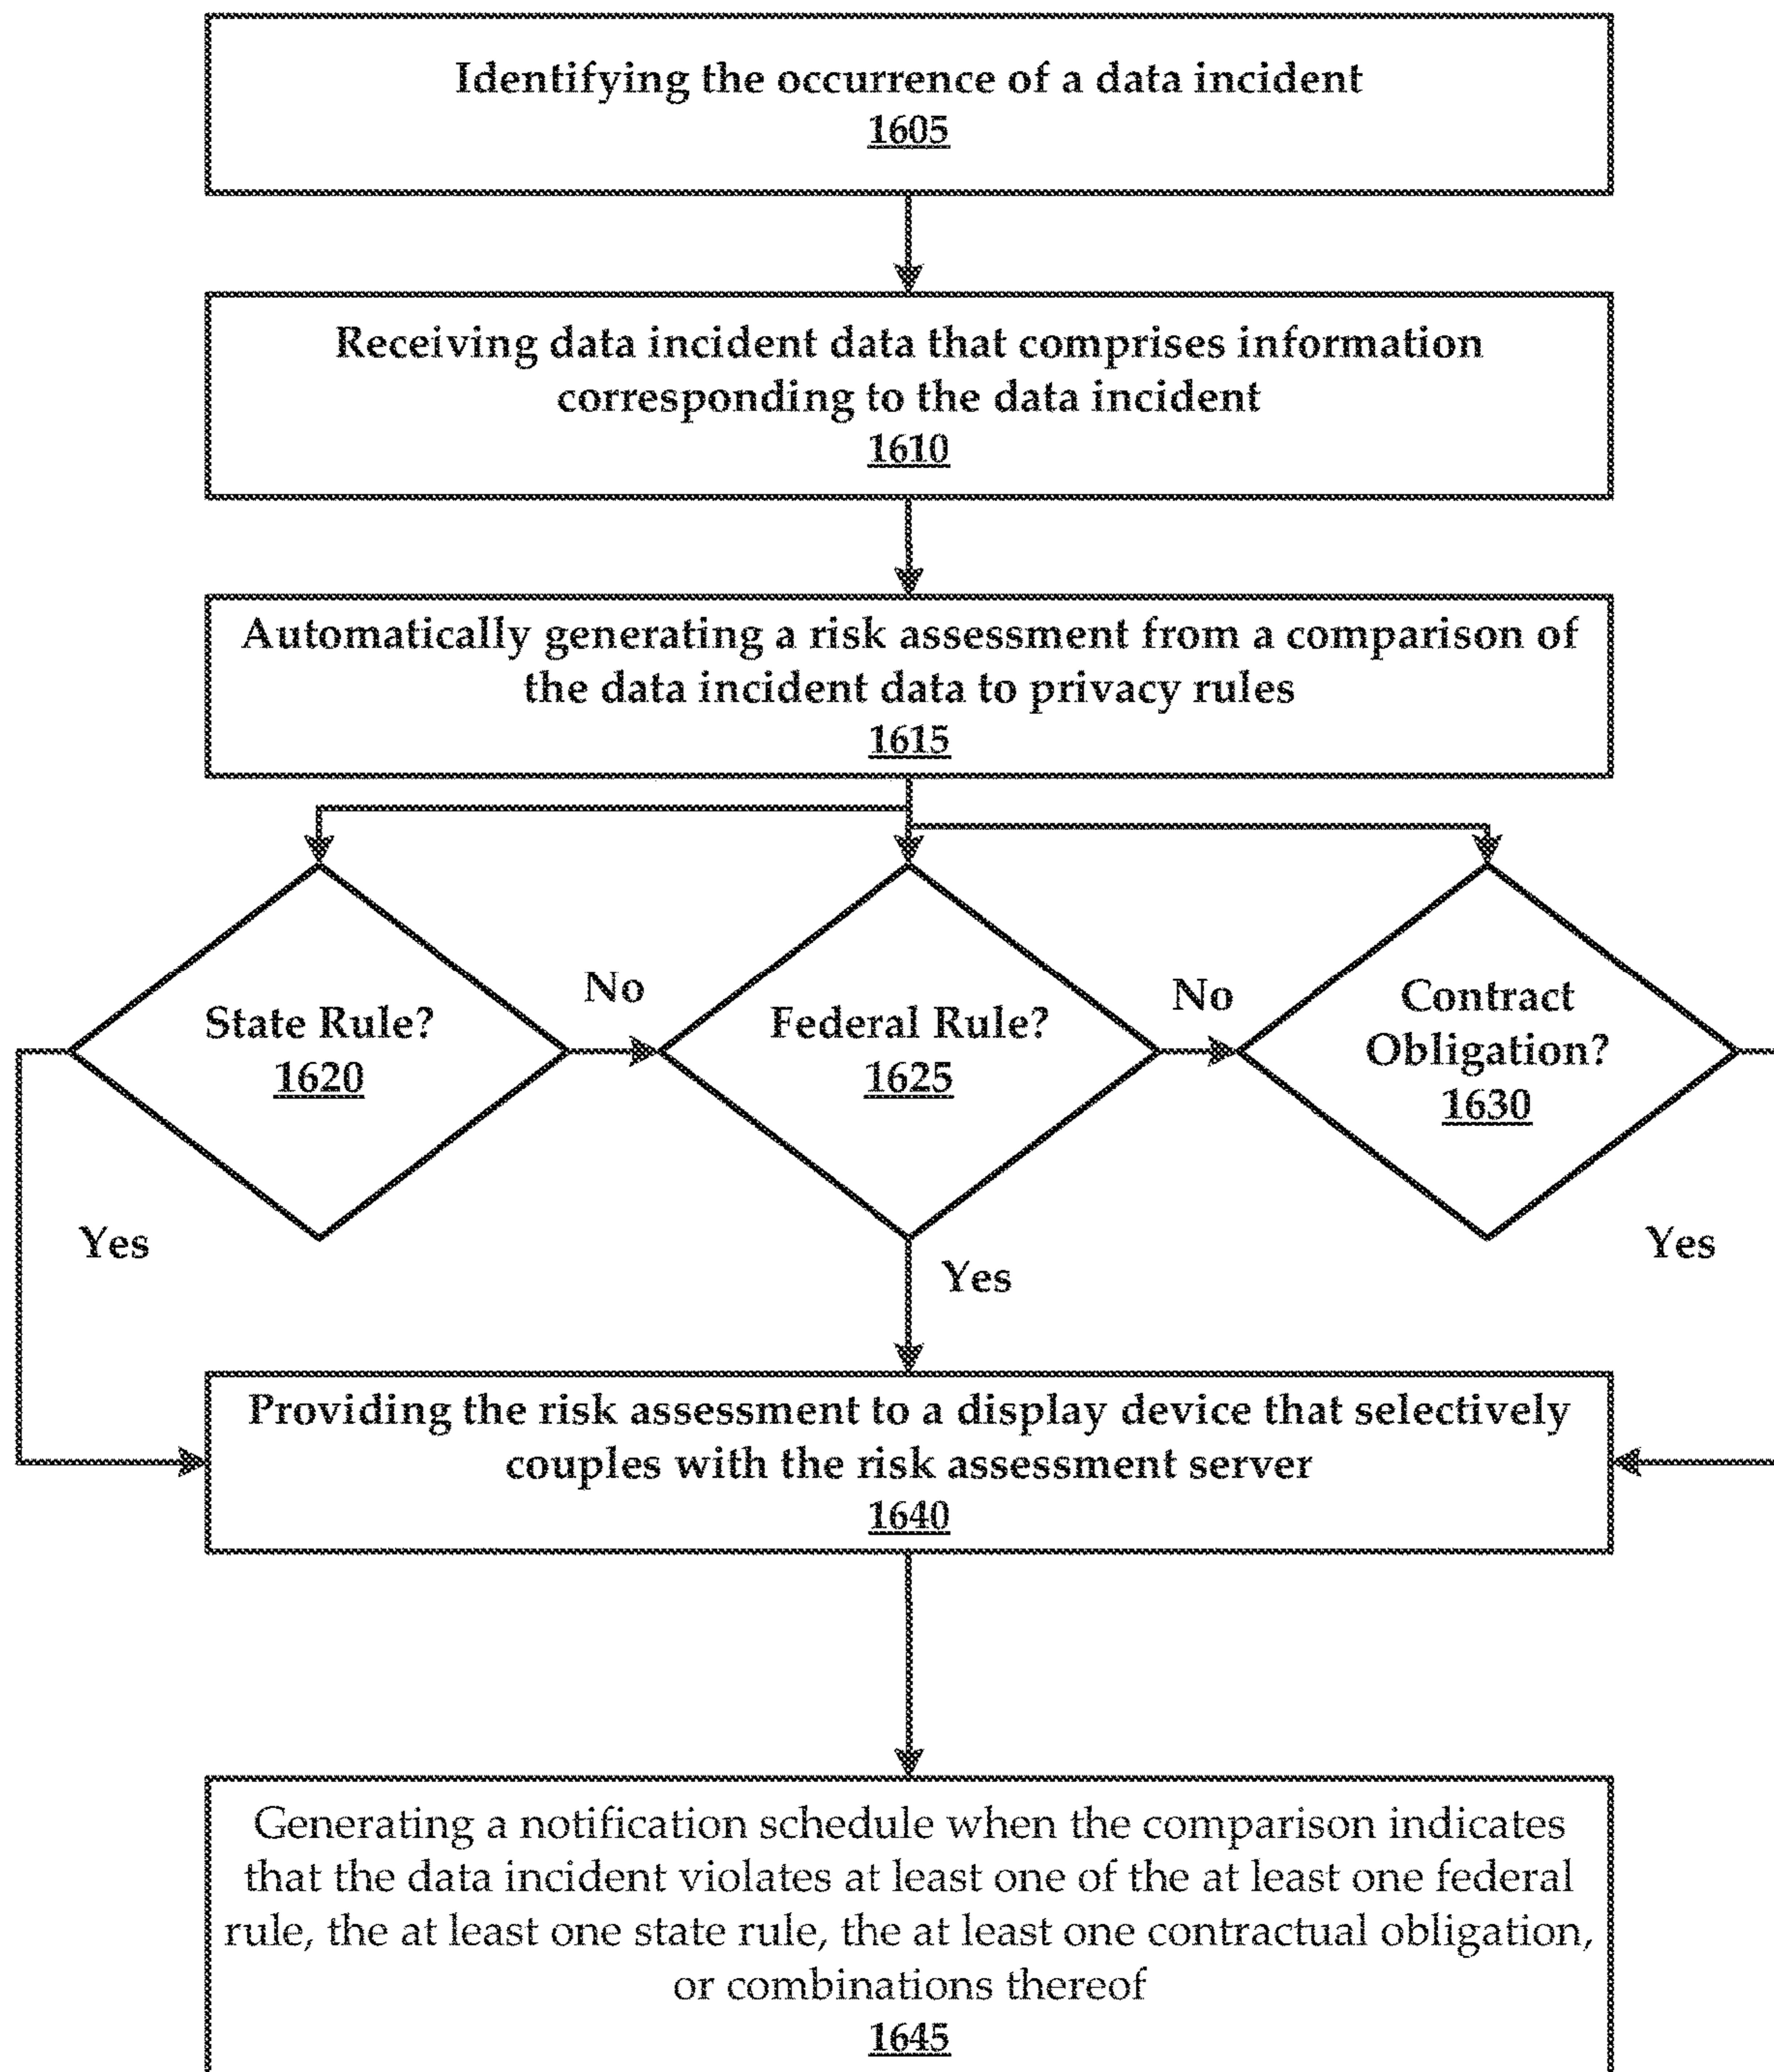 Identifying the occurrence of a data incident
1605
Receiving data incident data that comprises information
corresponding to the data incident
1610
Automatically generating a risk assessment from a comparison of
the data incident data to privacy rules
1615
State Rule?
1620
No
Federal Rule?
1625
No
Contract
Obligation?
1630
Yes
Yes
Yes
Providing the risk assessment to a display device that selectively
couples with the risk assessment server
1640
Generating a notification schedule when the comparison indicates
that the data incident violates at least one of the at least one federal
rule, the at least one state rule, the at least one contractual obligation,
or combinations thereof
1645